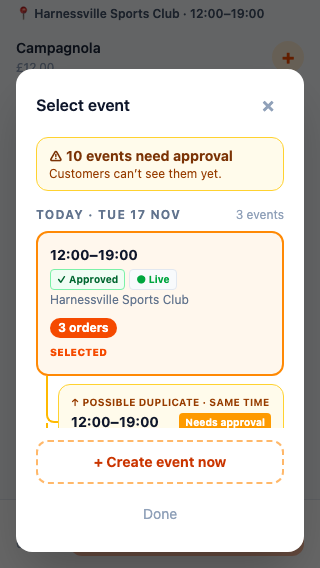 📍 Harnessville Sports Club · 12:00–19:00
Campagnola
£12.00
+
Select event
×
⚠ 10 events need approval
Customers can’t see them yet.
TODAY · TUE 17 NOV
3 events
12:00–19:00
✓ Approved
Live
Harnessville Sports Club
3 orders
SELECTED
↑ POSSIBLE DUPLICATE · SAME TIME
12:00–19:00
Needs approval
+ Create event now
Done